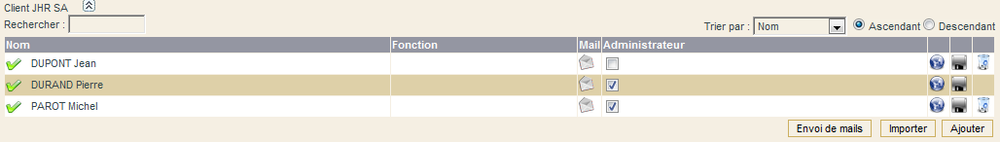 Client JHR SA
Rechercher :
Trier par : Nom Ascendant Descendant
Nom Fonction Mail Administrateur
DUPONT Jean
DURAND Pierre
PAROT Michel
Envoi de mails Importer Ajouter